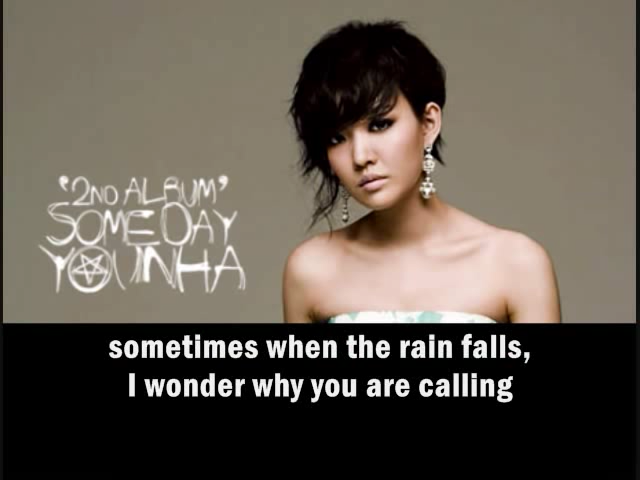 '2ND ALBUM'
SOMEDAY
YOUNHA
sometimes when the rain falls,
I wonder why you are calling